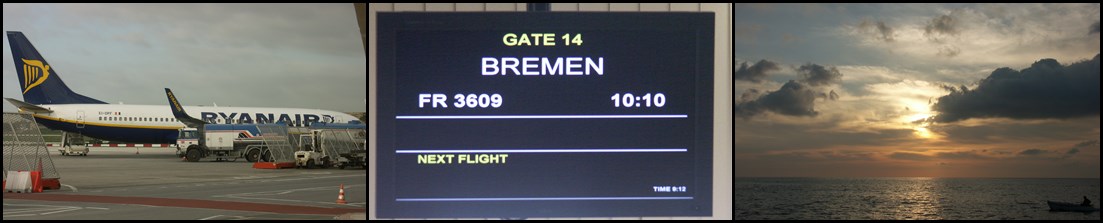 RYANAIR
GATE 14
BREMEN
FR 3609 10:10
NEXT FLIGHT
TIME 9:12